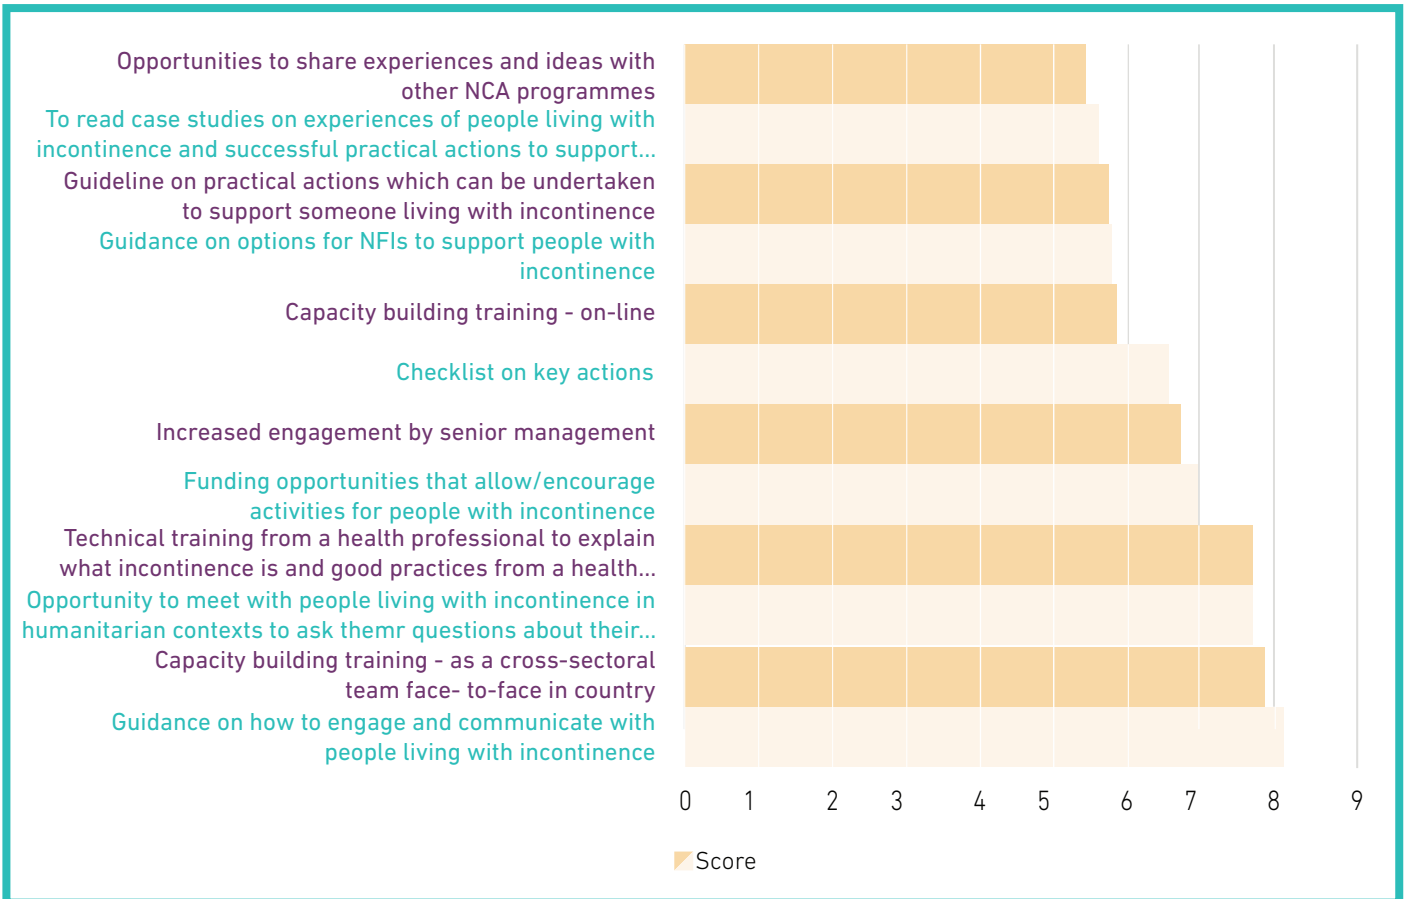 Opportunities to share experiences and ideas with
other NCA programmes
To read case studies on experiences of people living with
incontinence and successful practical actions to support...
Guideline on practical actions which can be undertaken
to support someone living with incontinence
Guidance on options for NFIs to support people with
incontinence
Capacity building training - on-line
Checklist on key actions
Increased engagement by senior management
Funding opportunities that allow/encourage
activities for people with incontinence
Technical training from a health professional to explain
what incontinence is and good practices from a health...
Opportunity to meet with people living with incontinence in
humanitarian contexts to ask themr questions about their...
Capacity building training - as a cross-sectoral
team face- to-face in country
Guidance on how to engage and communicate with
people living with incontinence
0 1 2 3 4 5 6 7 8 9
Score